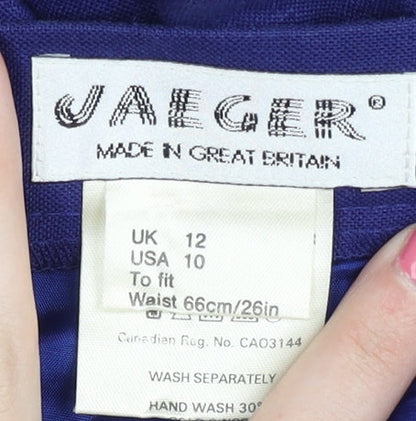 JAEGER®
MADE IN GREAT BRITAIN
UK 12
USA 10
To fit
Waist 66cm/26in
Canadian Reg. No. CA03144
WASH SEPARATELY
HAND WASH 30°